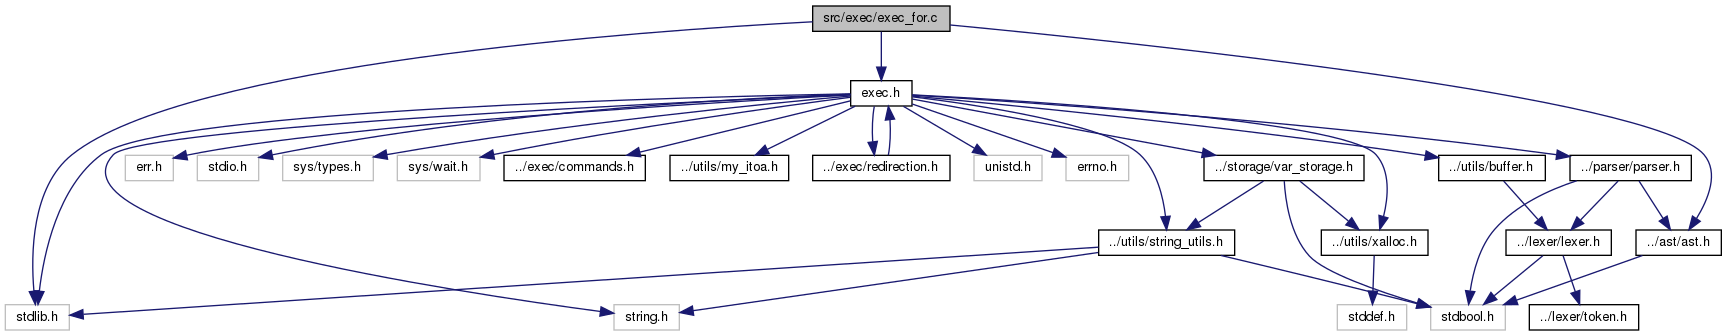 src/exec/exec_for.c
exec.h
err.h
stdio.h
sys/types.h
sys/wait.h
../exec/commands.h
../utils/my_itoa.h
../exec/redirection.h
unistd.h
errno.h
../storage/var_storage.h
../utils/buffer.h
../parser/parser.h
../utils/string_utils.h
../utils/xalloc.h
../lexer/lexer.h
../ast/ast.h
stdlib.h
string.h
stddef.h
stdbool.h
../lexer/token.h